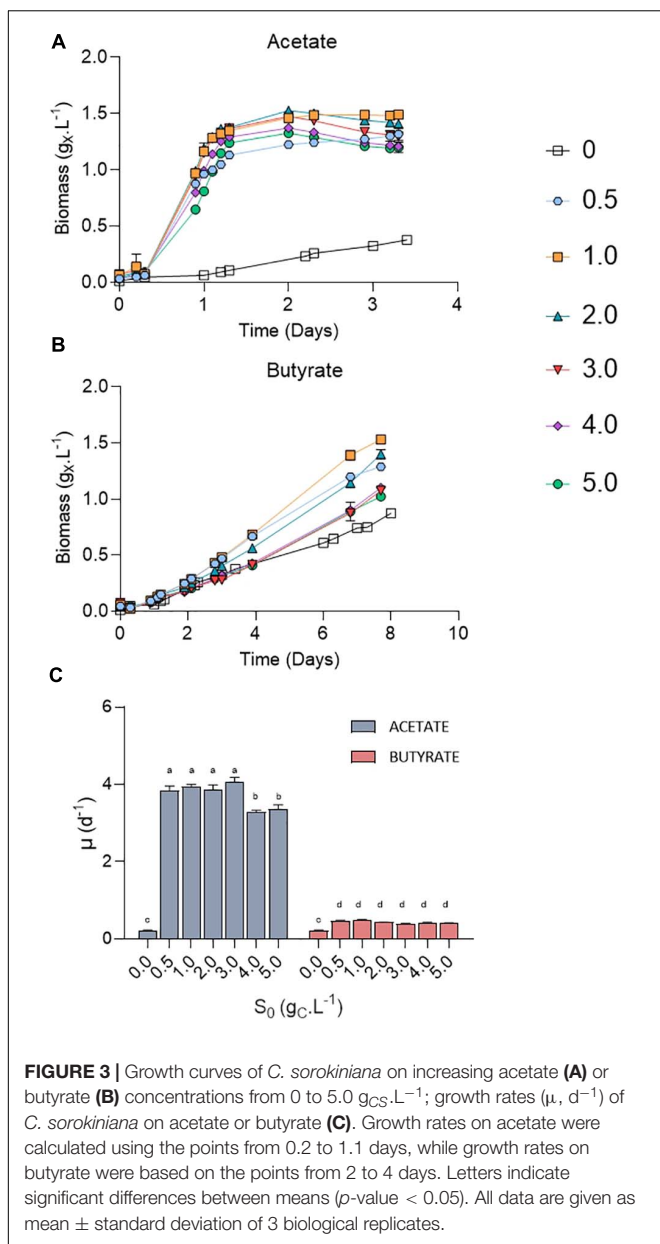 A
Acetate
2.0
1.5
1.0
0.5
0.0
Biomass (gX.L-1)
0
1
2
3
4
Time (Days)
0
0.5
1.0
2.0
3.0
4.0
5.0
B
Butyrate
2.0
1.5
1.0
0.5
0.0
Biomass (gX.L-1)
0
2
4
6
8
10
Time (Days)
C
6
4
2
0
μ (d-1)
ACETATE
BUTYRATE
c a a a a b b c d d d d d d
0.0 0.5 1.0 2.0 3.0 4.0 5.0 0.0 0.5 1.0 2.0 3.0 4.0 5.0
S0 (gC.L-1)
FIGURE 3 | Growth curves of C. sorokiniana on increasing acetate (A) or
butyrate (B) concentrations from 0 to 5.0 gCS.L−1; growth rates (μ, d−1) of
C. sorokiniana on acetate or butyrate (C). Growth rates on acetate were
calculated using the points from 0.2 to 1.1 days, while growth rates on
butyrate were based on the points from 2 to 4 days. Letters indicate
significant differences between means (p-value < 0.05). All data are given as
mean ± standard deviation of 3 biological replicates.